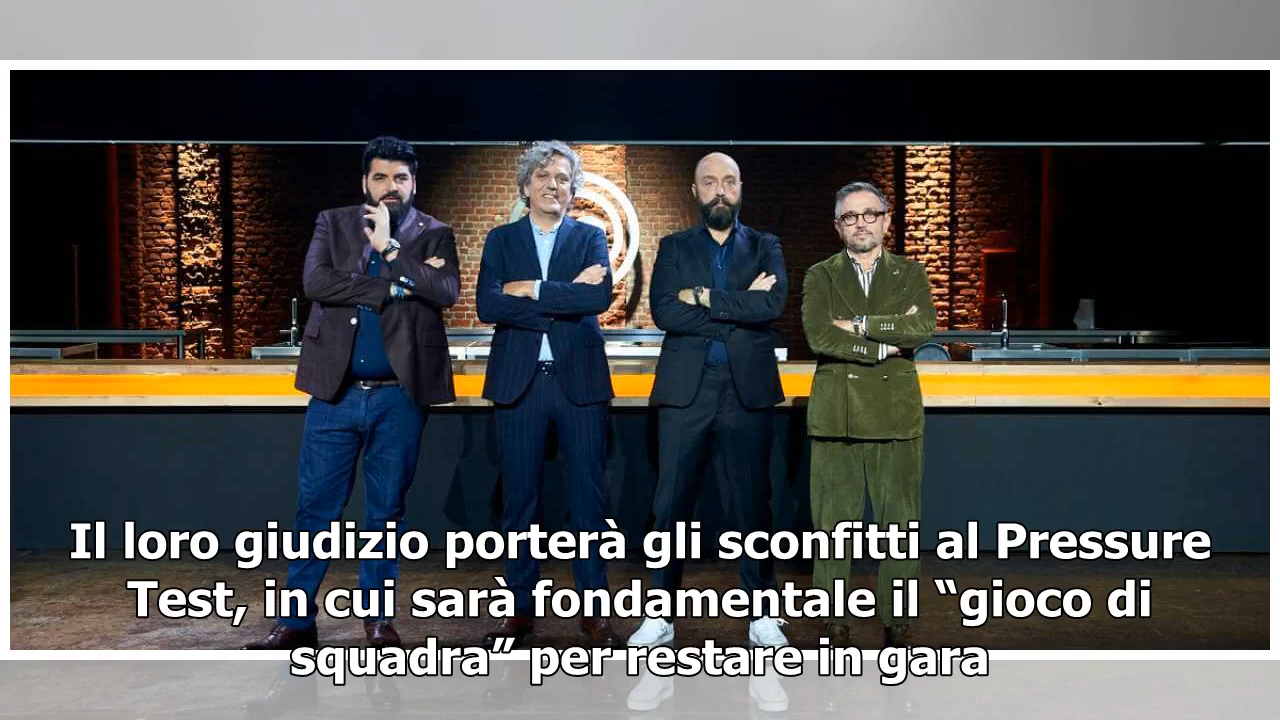 Il loro giudizio porterà gli sconfitti al Pressure
Test, in cui sarà fondamentale il “gioco di
squadra” per restare in gara